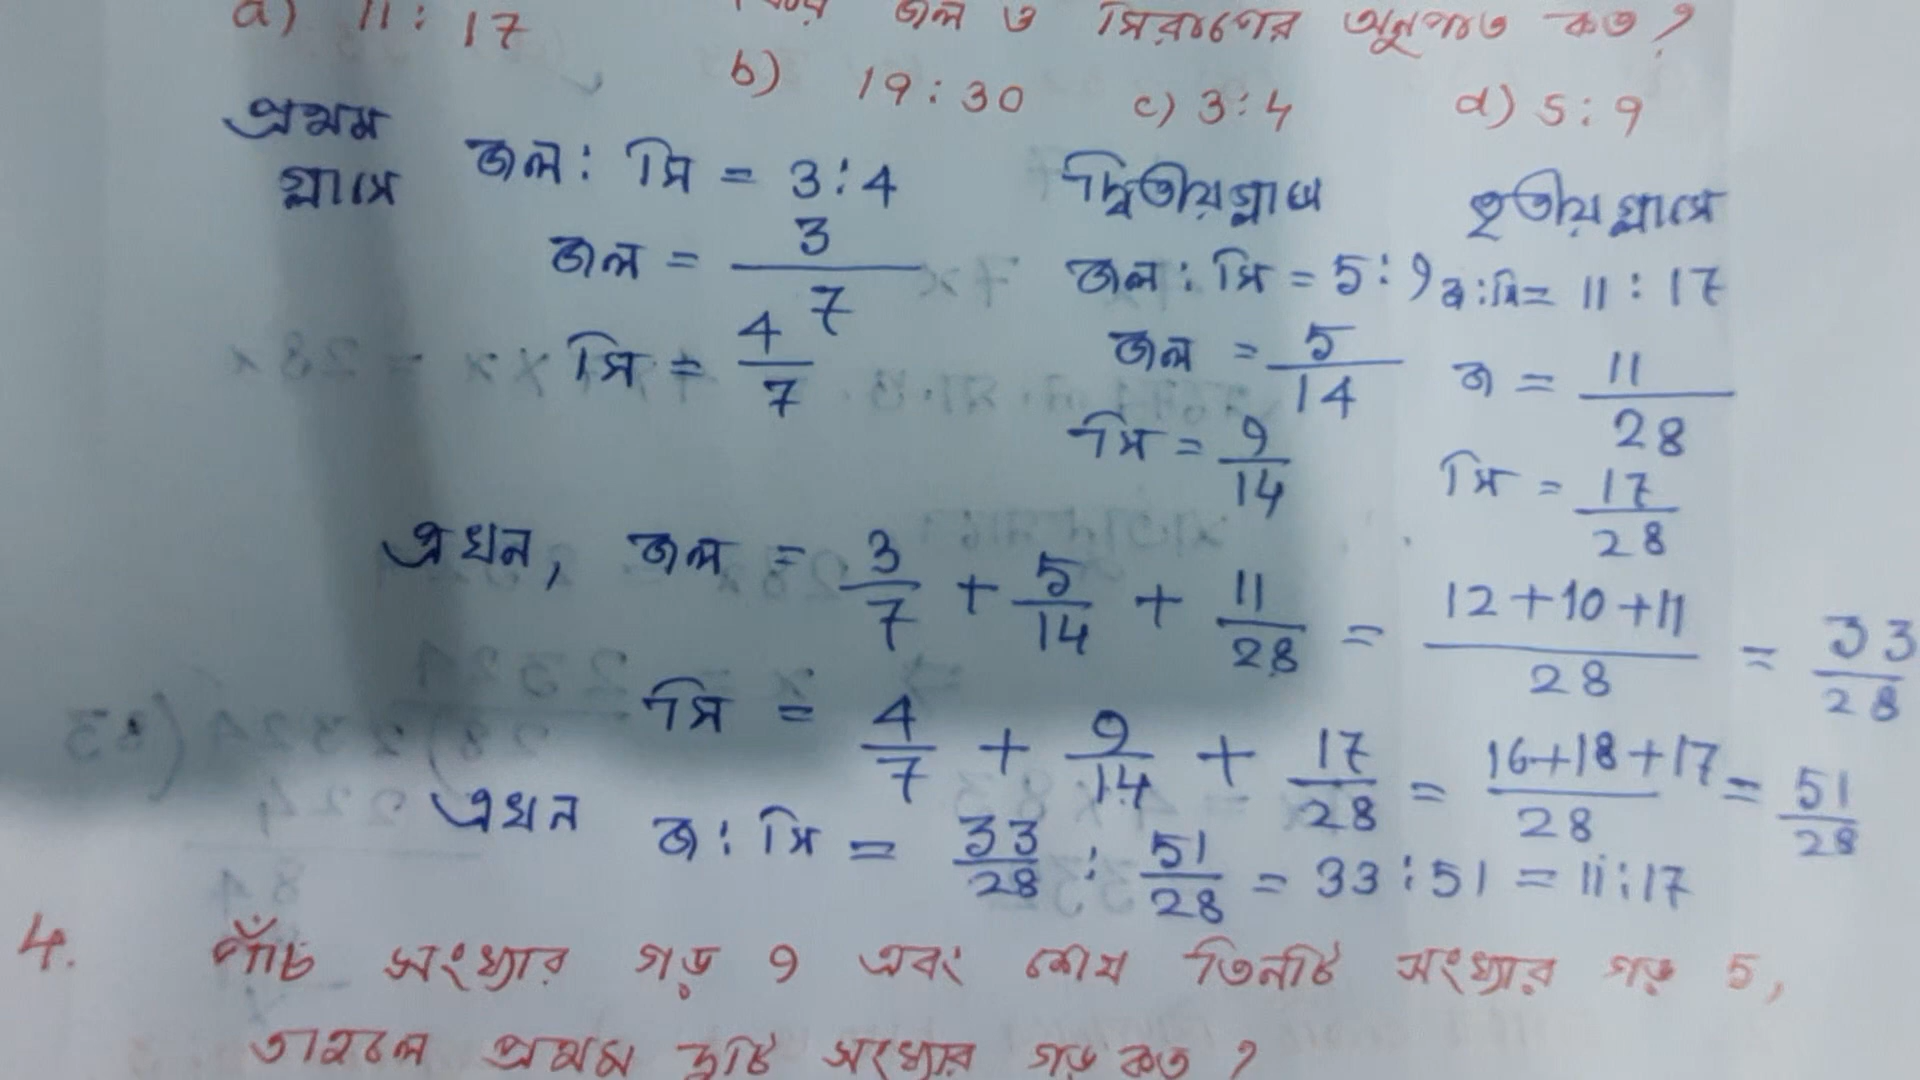 জল ও সিরাপের অনুপাত কত ?
a) 11 : 17 b) 19 : 30 c) 3 : 4 d) 5 : 9
প্রথম গ্লাসে
জল : সি = 3 : 4
জল = 3/7
সি = 4/7
দ্বিতীয় গ্লাসে
জল : সি = 5 : 9
জল = 5/14
সি = 9/14
তৃতীয় গ্লাসে
জ : সি = 11 : 17
জ = 11/28
সি = 17/28
এখন, জল = 3/7 + 5/14 + 11/28 = 12+10+11/28 = 33/28
সি = 4/7 + 9/14 + 17/28 = 16+18+17/28 = 51/28
এখন জ : সি = 33/28 : 51/28 = 33 : 51 = 11 : 17
4. পাঁচ সংখ্যার গড় 9 এবং শেষ তিনটি সংখ্যার গড় 5,
তাহলে প্রথম দুটি সংখ্যার গড় কত ?